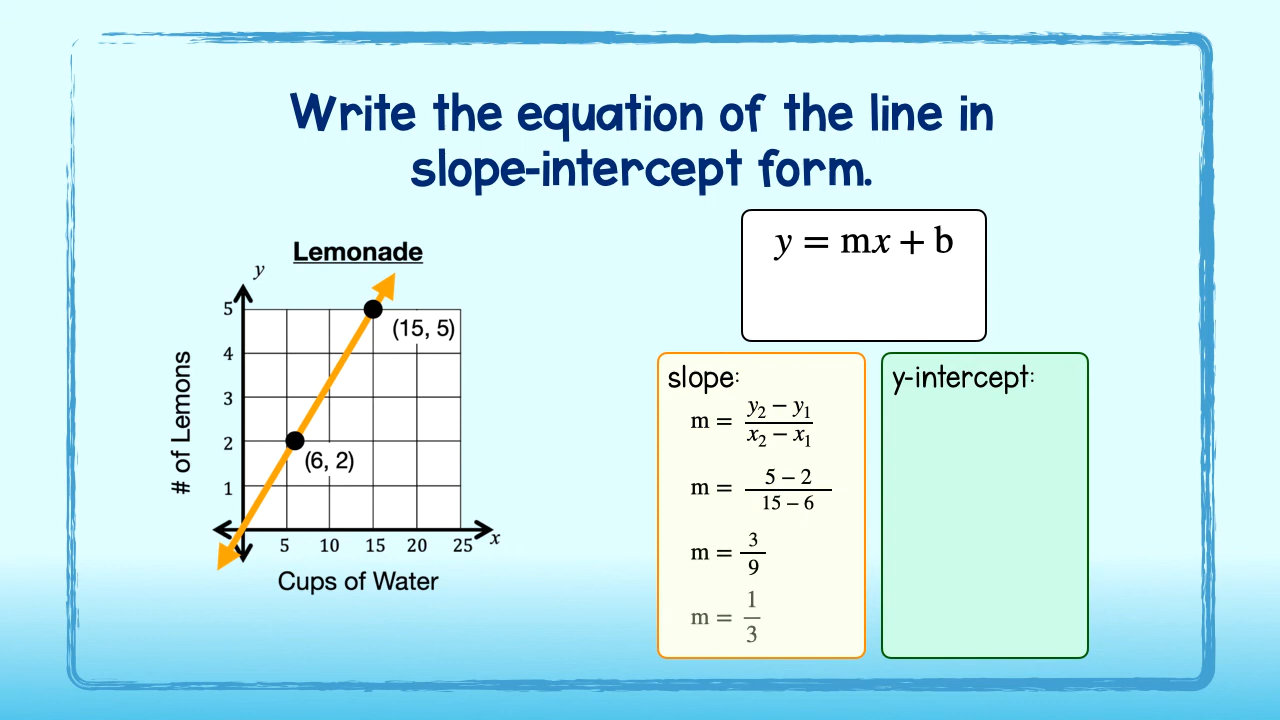 Write the equation of the line in
slope-intercept form.
Lemonade
y
5
4
3
2
1
(15, 5)
(6, 2)
# of Lemons
5 10 15 20 25 x
Cups of Water
y = mx + b
slope:
m = y₂ − y₁ / x₂ − x₁
m = 5 − 2 / 15 − 6
m = 3 / 9
m = 1 / 3
y-intercept: